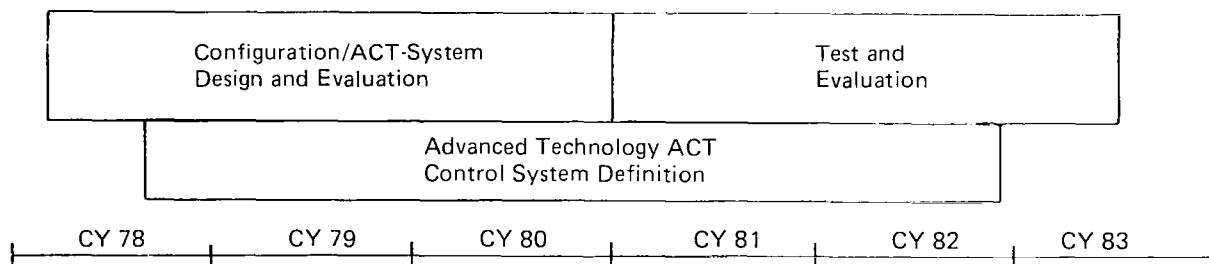 Configuration/ACT-System
Design and Evaluation
Test and
Evaluation
Advanced Technology ACT
Control System Definition
CY 78 CY 79 CY 80 CY 81 CY 82 CY 83